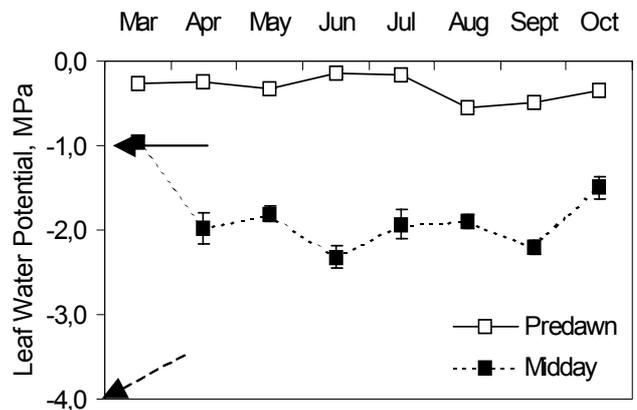 Mar Apr May Jun Jul Aug Sept Oct
0,0
-1,0
-2,0
-3,0
-4,0
Leaf Water Potential, MPa
Predawn
Midday